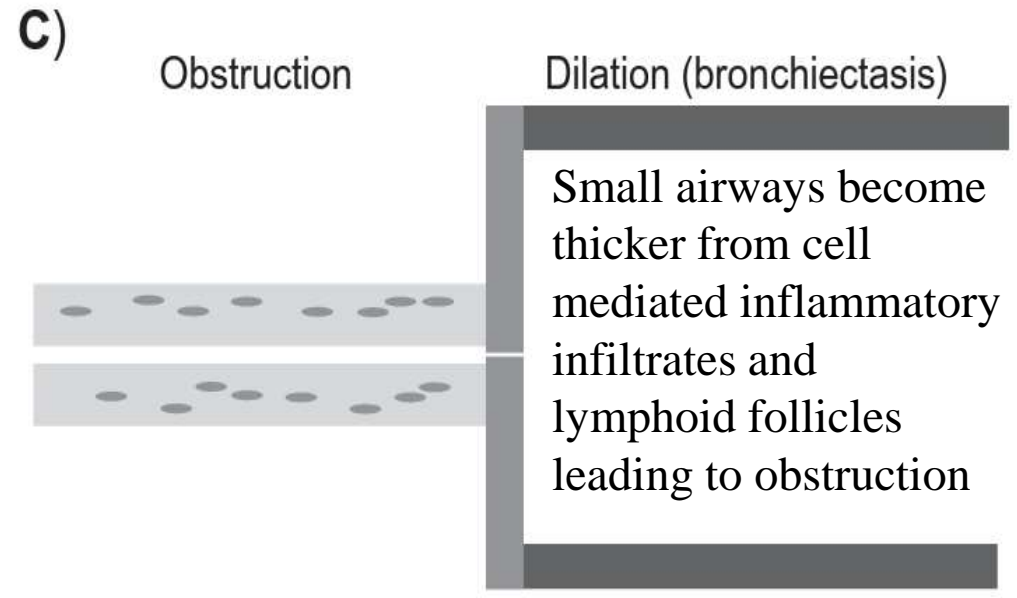 C)
Obstruction
Dilation (bronchiectasis)
Small airways become
thicker from cell
mediated inflammatory
infiltrates and
lymphoid follicles
leading to obstruction